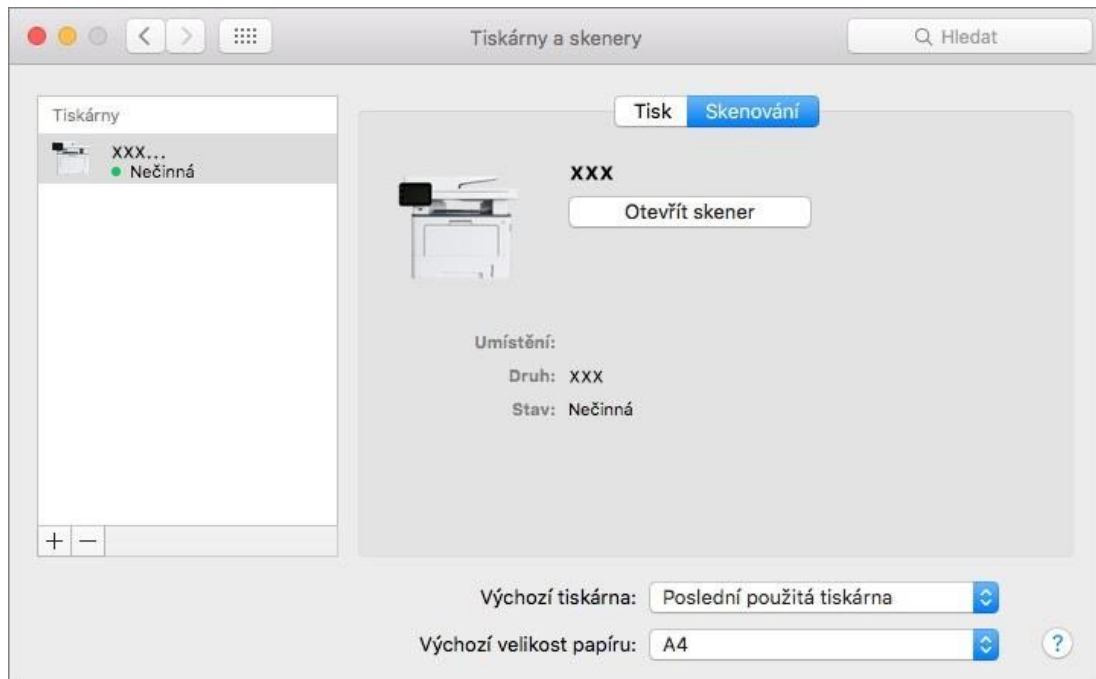 Tiskárny a skenery
Hledat
Tiskárny
XXX...
Nečinná
Tisk Skenování
XXX
Otevřít skener
Umístění:
Druh: XXX
Stav: Nečinná
+ −
Výchozí tiskárna: Poslední použitá tiskárna
Výchozí velikost papíru: A4
?